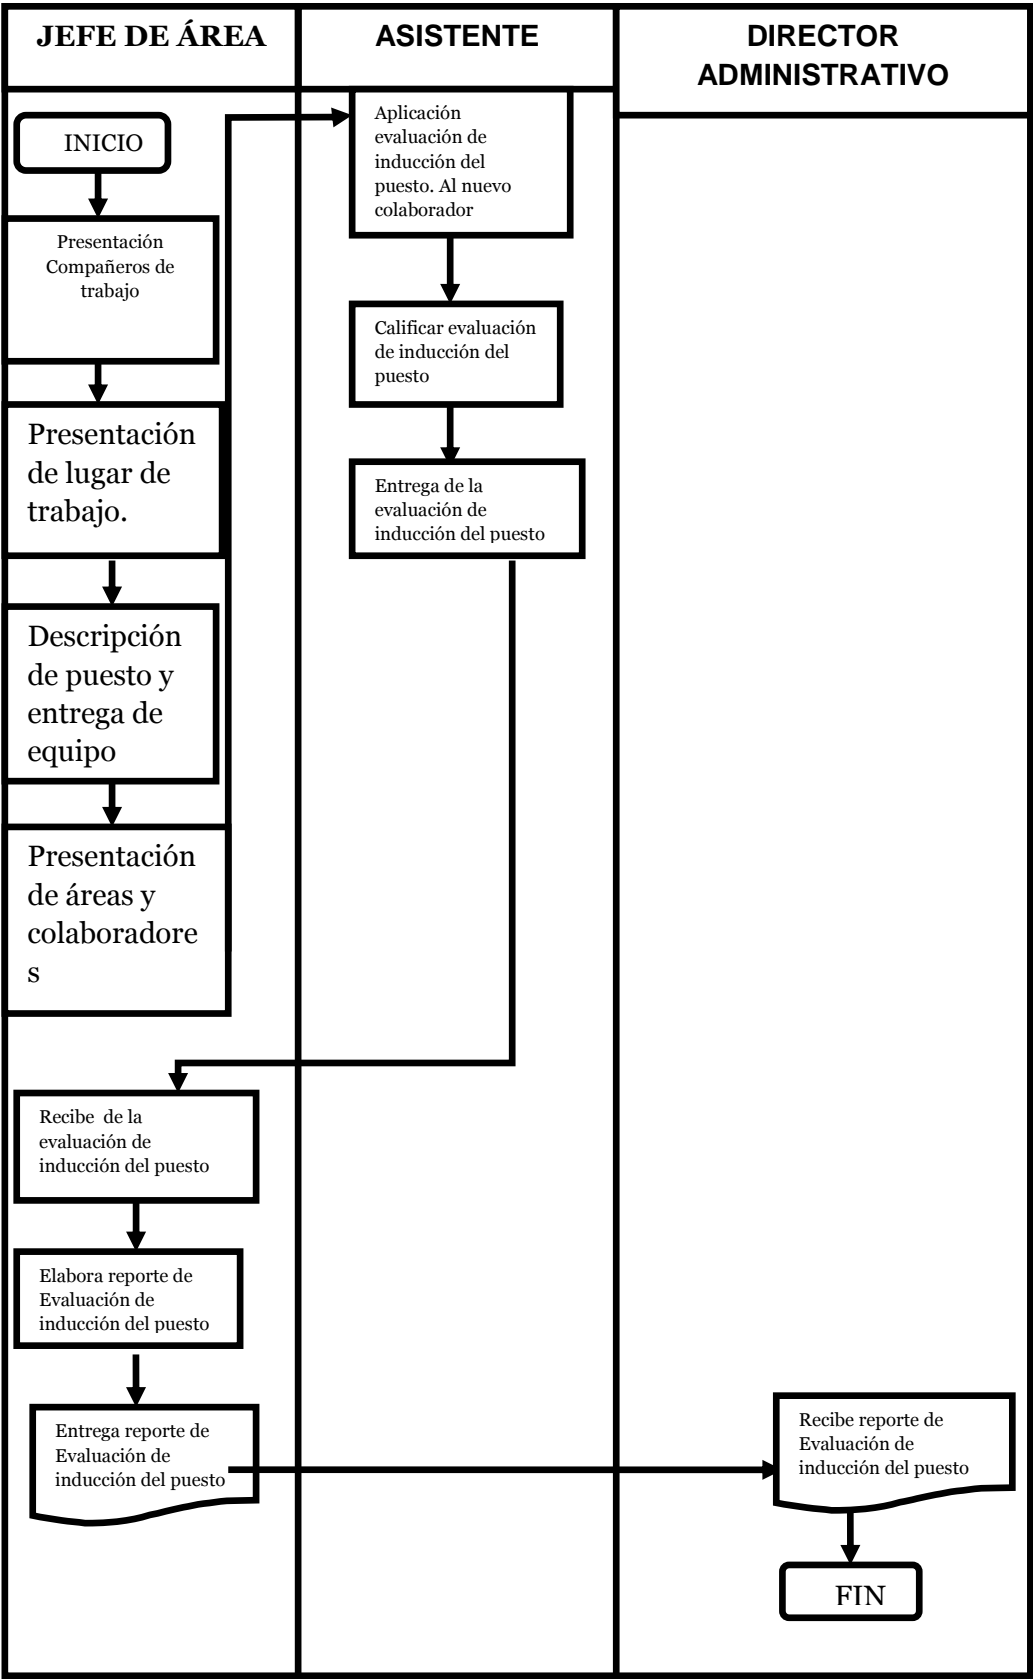 JEFE DE ÁREA
ASISTENTE
DIRECTOR
ADMINISTRATIVO
INICIO
Presentación
Compañeros de
trabajo
Presentación
de lugar de
trabajo.
Descripción
de puesto y
entrega de
equipo
Presentación
de áreas y
colaboradore
s
Aplicación
evaluación de
inducción del
puesto. Al nuevo
colaborador
Calificar evaluación
de inducción del
puesto
Entrega de la
evaluación de
inducción del puesto
Recibe  de la
evaluación de
inducción del puesto
Elabora reporte de
Evaluación de
inducción del puesto
Entrega reporte de
Evaluación de
inducción del puesto
Recibe reporte de
Evaluación de
inducción del puesto
FIN